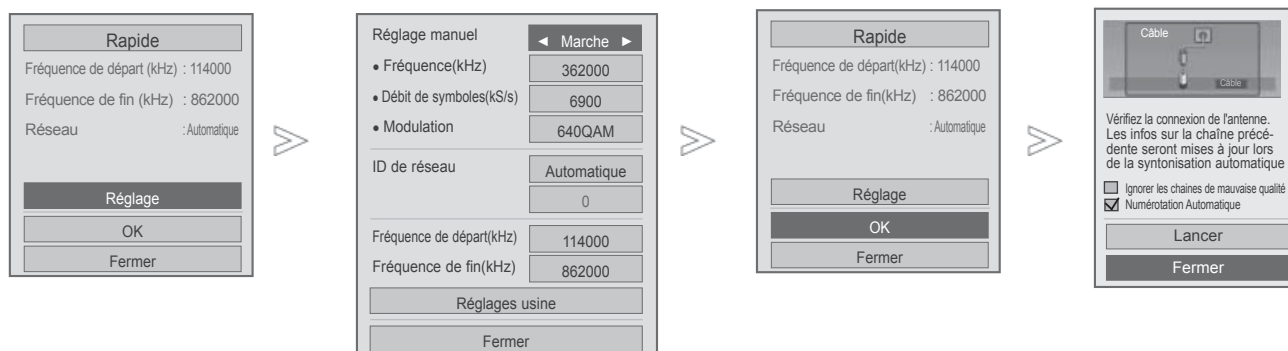 Rapide
Fréquence de départ (kHz) : 114000
Fréquence de fin (kHz) : 862000
Réseau : Automatique
Réglage
OK
Fermer
Réglage manuel ◄ Marche ►
• Fréquence(kHz) 362000
• Débit de symboles(kS/s) 6900
• Modulation 640QAM
ID de réseau Automatique
0
Fréquence de départ(kHz) 114000
Fréquence de fin(kHz) 862000
Réglages usine
Fermer
Rapide
Fréquence de départ(kHz) : 114000
Fréquence de fin(kHz) : 862000
Réseau : Automatique
Réglage
OK
Fermer
Câble
Câble
Vérifiez la connexion de l'antenne.
Les infos sur la chaîne précé-
dente seront mises à jour lors
de la syntonisation automatique
Ignorer les chaines de mauvaise qualité
Numérotation Automatique
Lancer
Fermer